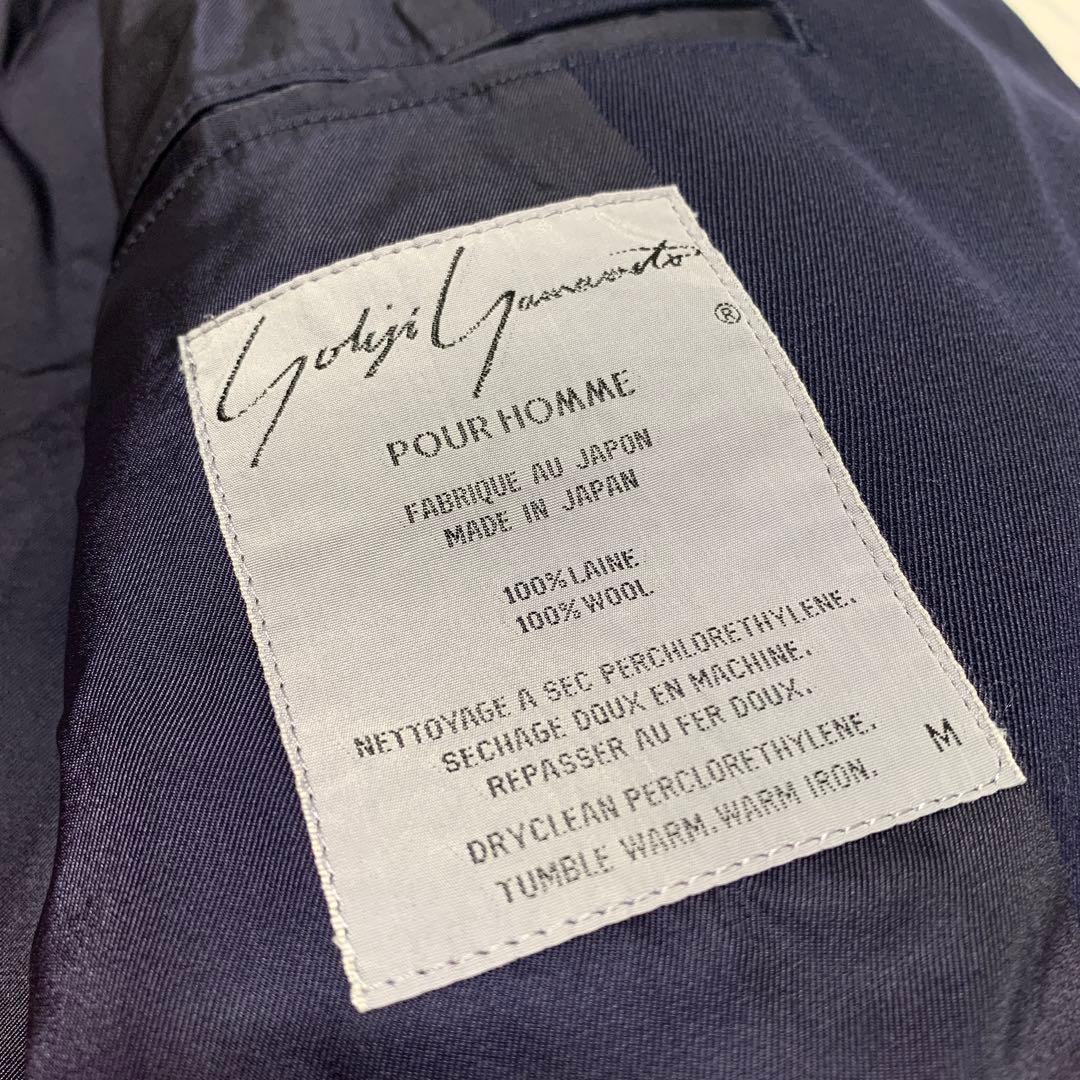 Yohji Yamamoto
®
POUR HOMME
FABRIQUE AU JAPON
MADE IN JAPAN
100% LAINE
100% WOOL
NETTOYAGE A SEC PERCHLORETHYLENE.
SECHAGE DOUX EN MACHINE.
REPASSER AU FER DOUX.
DRYCLEAN PERCLORETHYLENE.
TUMBLE WARM. WARM IRON.
M